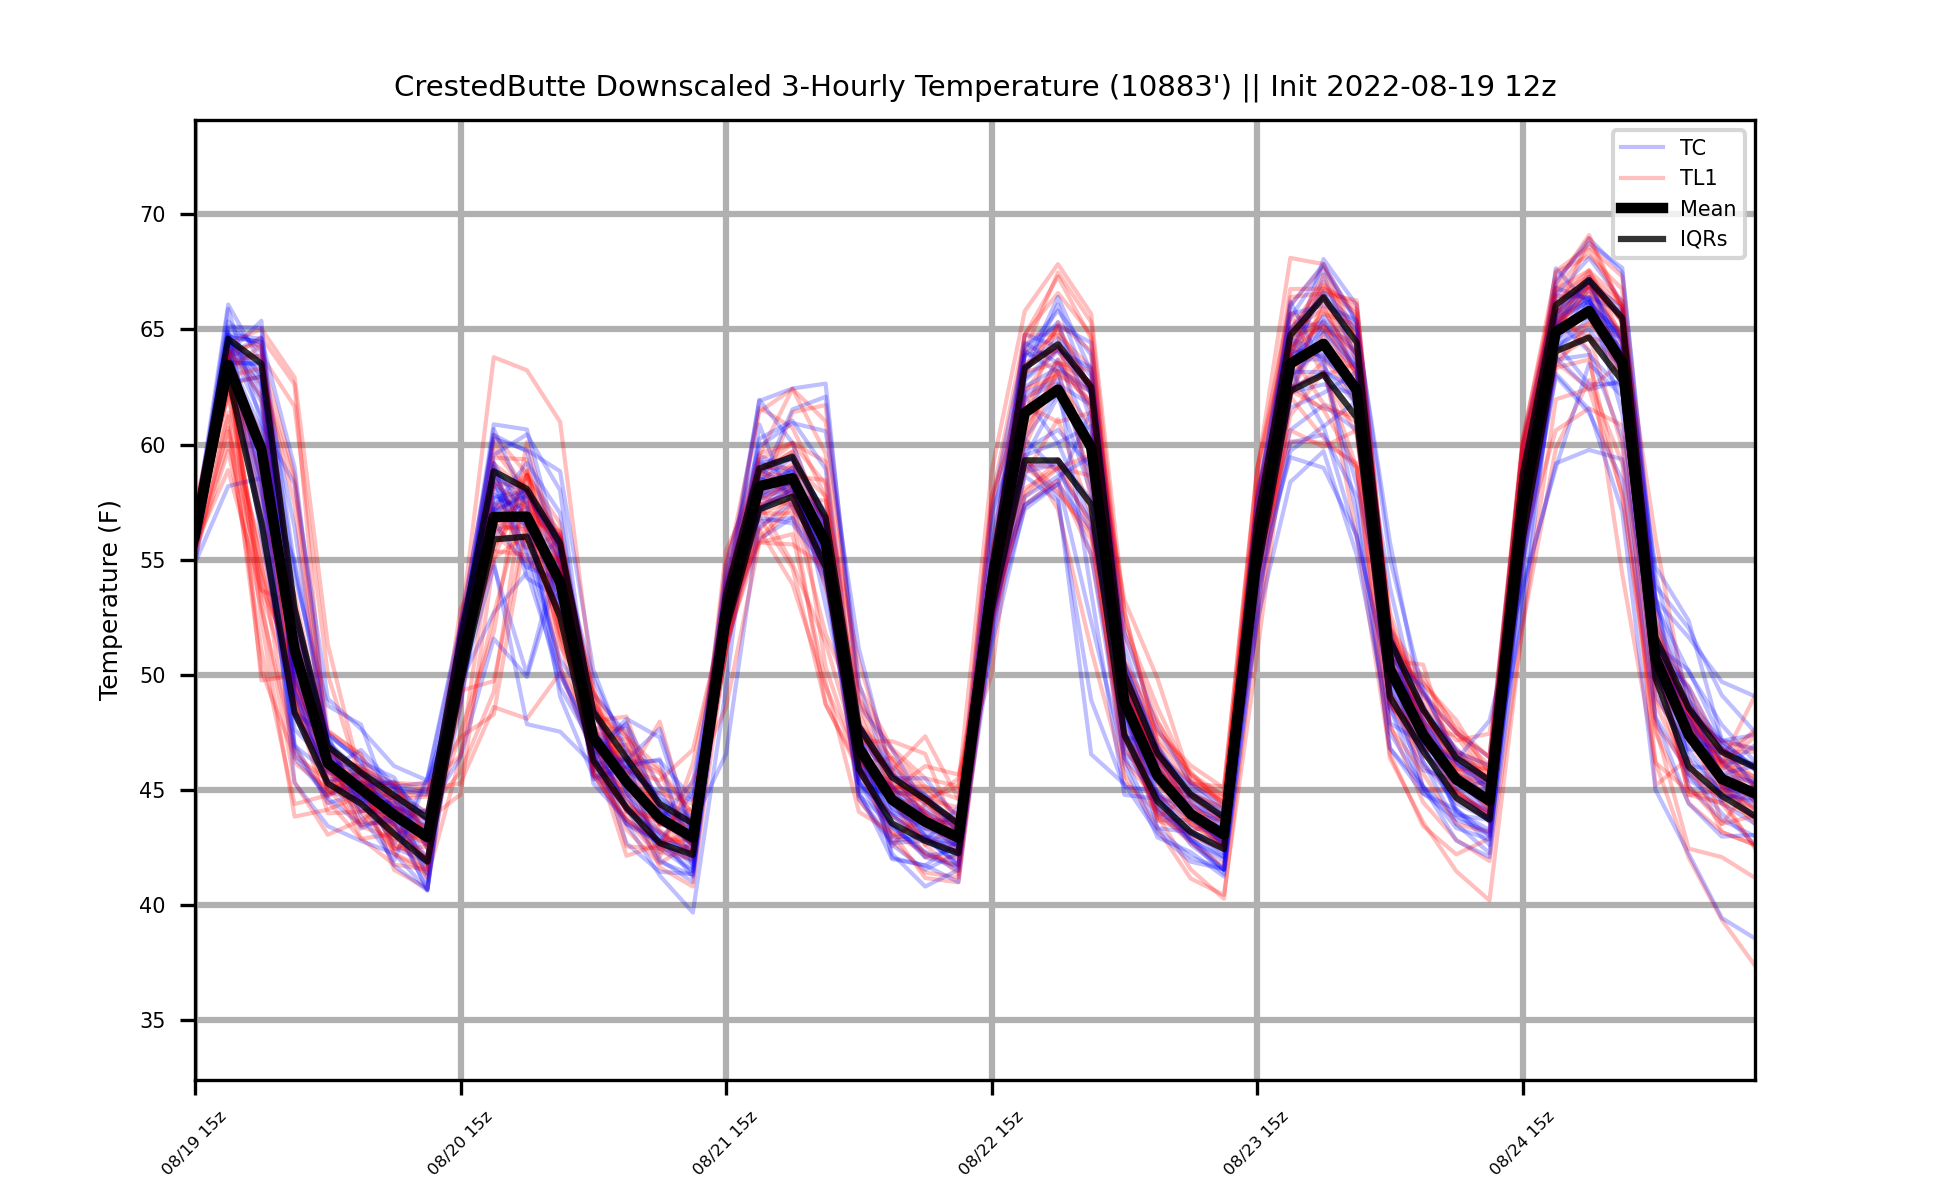 CrestedButte Downscaled 3-Hourly Temperature (10883') || Init 2022-08-19 12z
TC
TL1
Mean
IQRs
Temperature (F)
70
65
60
55
50
45
40
35
08/19 15z
08/20 15z
08/21 15z
08/22 15z
08/23 15z
08/24 15z